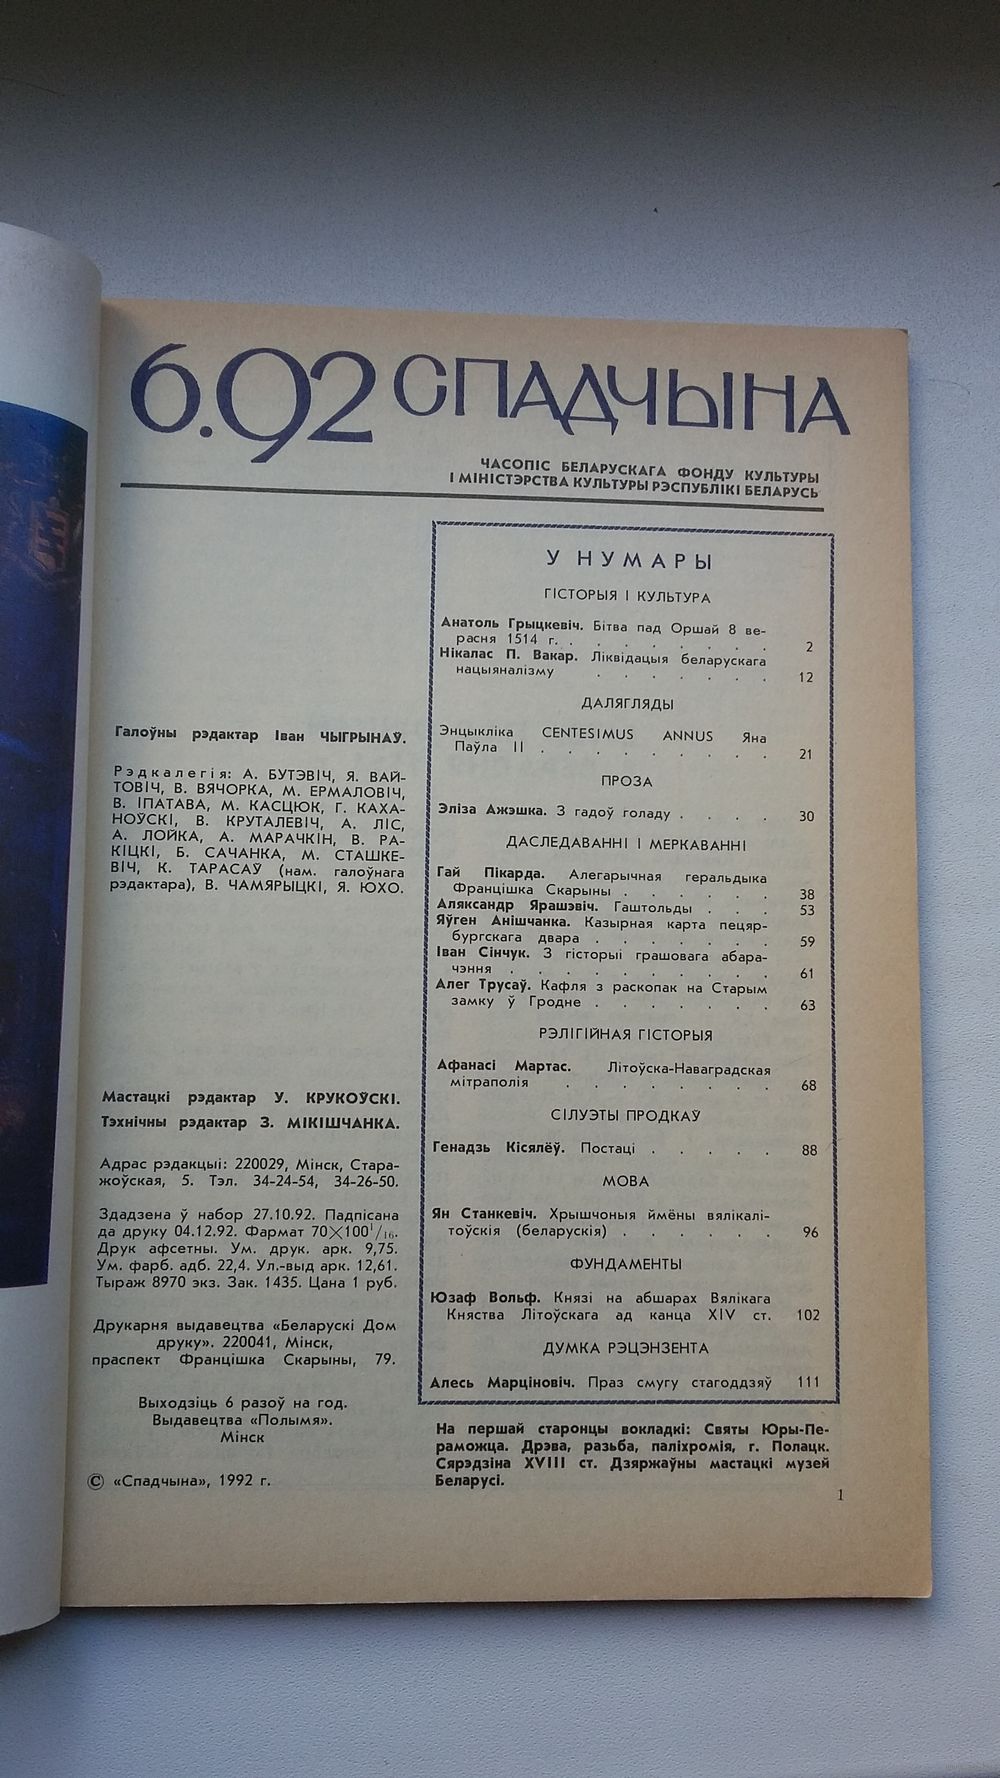 6.92 СПАДЧЫНА
ЧАСОПІС БЕЛАРУСКАГА ФОНДУ КУЛЬТУРЫ
І МІНІСТЭРСТВА КУЛЬТУРЫ РЭСПУБЛІКІ БЕЛАРУСЬ
Галоўны рэдактар Іван ЧЫГРЫНАЎ.
Рэдкалегія: А. БУТЭВІЧ, Я. ВАЙ-
ТОВІЧ, В. ВЯЧОРКА, М. ЕРМАЛОВІЧ,
В. ІПАТАВА, М. КАСЦЮК, Г. КАХА-
НОЎСКІ, В. КРУТАЛЕВІЧ, А. ЛІС,
А. ЛОЙКА, А. МАРАЧКІН, В. РА-
КІЦКІ, Б. САЧАНКА, М. СТАШКЕ-
ВІЧ, К. ТАРАСАЎ (нам. галоўнага
рэдактара), В. ЧАМЯРЫЦКІ, Я. ЮХО.
Мастацкі рэдактар У. КРУКОЎСКІ.
Тэхнічны рэдактар З. МІКІШЧАНКА.
Адрас рэдакцыі: 220029, Мінск, Стара-
жоўская, 5. Тэл. 34-24-54, 34-26-50.
Здадзена ў набор 27.10.92. Падпісана
да друку 04.12.92. Фармат 70×100 1/16.
Друк афсетны. Ум. друк. арк. 9,75.
Ум. фарб. адб. 22,4. Ул.-выд арк. 12,61.
Тыраж 8970 экз. Зак. 1435. Цана 1 руб.
Друкарня выдавецтва «Беларускі Дом
друку». 220041, Мінск,
праспект Францішка Скарыны, 79.
Выходзіць 6 разоў на год.
Выдавецтва «Полымя».
Мінск
© «Спадчына», 1992 г.
У НУМАРЫ
ГІСТОРЫЯ І КУЛЬТУРА
Анатоль Грыцкевіч. Бітва пад Оршай 8 ве-
расня 1514 г. . . . . . . . 2
Нікалас П. Вакар. Ліквідацыя беларускага
нацыяналізму . . . . . . 12
ДАЛЯГЛЯДЫ
Энцыкліка CENTESIMUS ANNUS Яна
Паўла II . . . . . . . . . 21
ПРОЗА
Эліза Ажэшка. З гадоў голаду . . . . 30
ДАСЛЕДАВАННІ І МЕРКАВАННІ
Гай Пікарда. Алегарычная геральдыка
Францішка Скарыны . . . . . 38
Аляксандр Ярашэвіч. Гаштольды . . . 53
Яўген Анішчанка. Казырная карта пецяр-
бургскага двара . . . . . . . 59
Іван Сінчук. З гісторыі грашовага абара-
чэння . . . . . . . . . . 61
Алег Трусаў. Кафля з раскопак на Старым
замку ў Гродне . . . . . . . 63
РЭЛІГІЙНАЯ ГІСТОРЫЯ
Афанасі Мартас. Літоўска-Наваградская
мітраполія . . . . . . . 68
СІЛУЭТЫ ПРОДКАЎ
Генадзь Кісялёў. Постаці . . . . . 88
МОВА
Ян Станкевіч. Хрышчоныя ймёны вялікалі-
тоўскія (беларускія) . . . . . . 96
ФУНДАМЕНТЫ
Юзаф Вольф. Князі на абшарах Вялікага
Княства Літоўскага ад канца XIV ст. 102
ДУМКА РЭЦЭНЗЕНТА
Алесь Марціновіч. Праз смугу стагоддзяў 111
На першай старонцы вокладкі: Святы Юры-Пе-
раможца. Дрэва, разьба, паліхромія, г. Полацк.
Сярэдзіна XVIII ст. Дзяржаўны мастацкі музей
Беларусі.
1